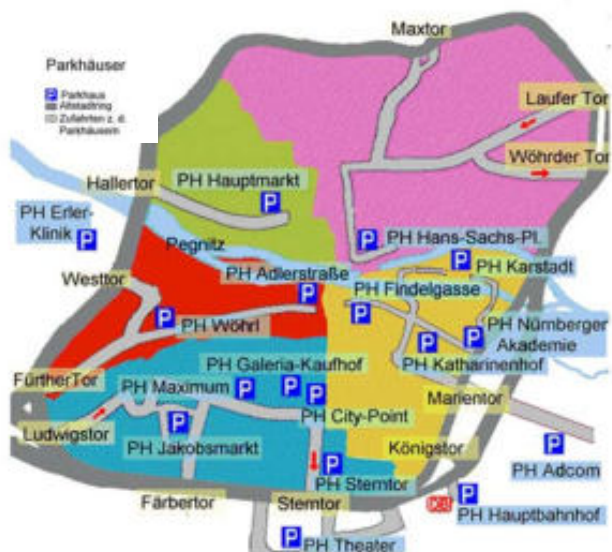 Maxtor
Parkhäuser
P Parkhaus
Altstadtring
Zufahrten z. d.
Parkhäusern
Laufer Tor
Wöhrder Tor
Hallertor
PH Hauptmarkt
PH Erler-
Klinik
Pegnitz
PH Hans-Sachs-Pl.
PH Karstadt
Westtor
PH Adlerstraße
PH Findelgasse
PH Wöhrl
PH Nürnberger
Akademie
PH Katharinenhof
FürtherTor
PH Galeria-Kaufhof
PH Maximum
Marientor
PH City-Point
Ludwigstor
PH Jakobsmarkt
Königstor
PH Adcom
PH Sterntor
Färbertor
Sterntor
DB
PH Hauptbahnhof
PH Theater